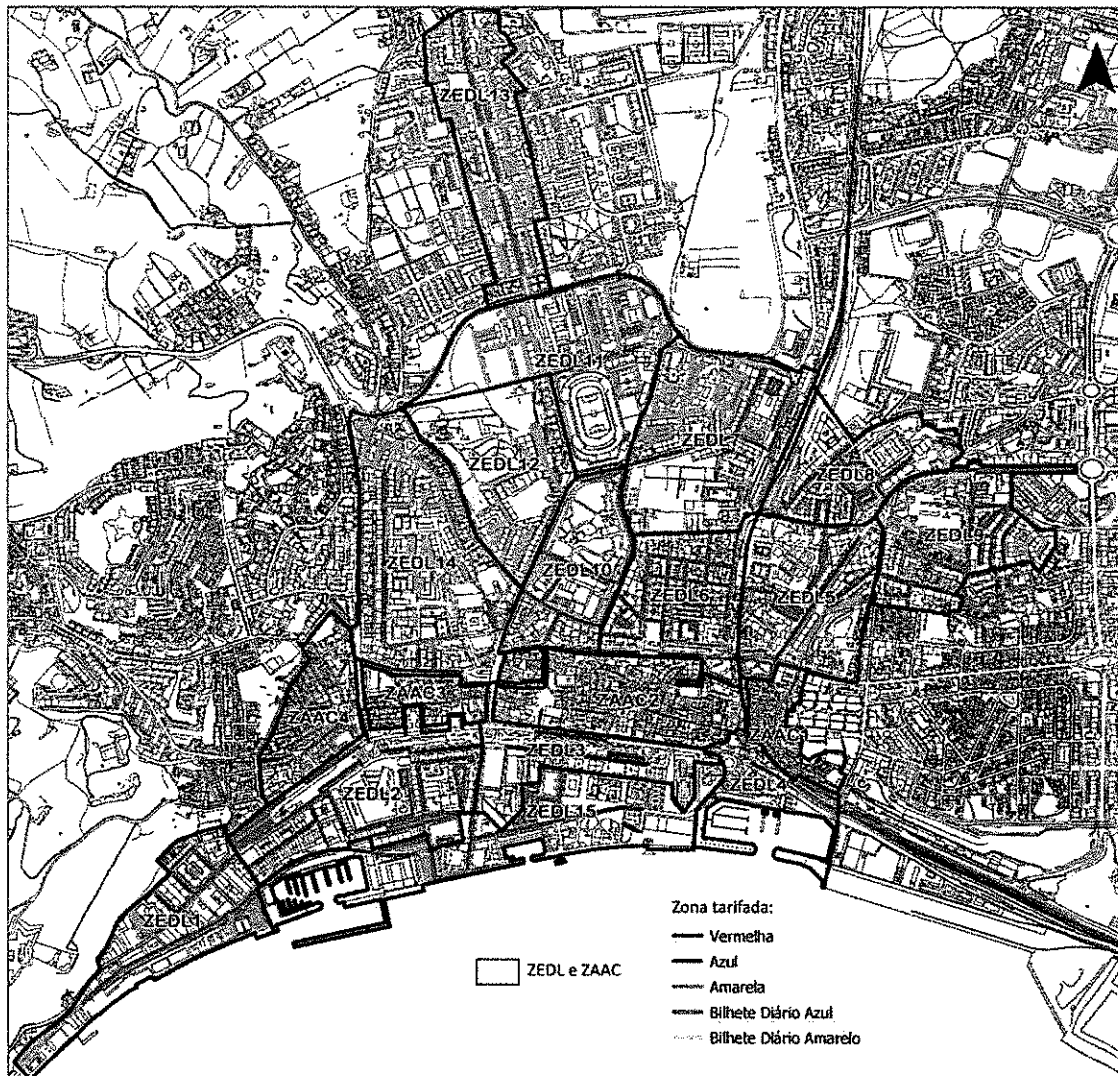 ZEDL13
ZEDL11
ZEDL
ZEDL12
ZEDL8
ZEDL9
ZEDL14
ZEDL10
ZEDL6
ZEDL5
ZAAC3
ZAAC2
ZAAC4
ZAAC1
ZEDL3
ZEDL4
ZEDL2
ZEDL15
ZEDL1
Zona tarifada:
Vermelha
Azul
Amarela
Bilhete Diário Azul
Bilhete Diário Amarelo
ZEDL e ZAAC